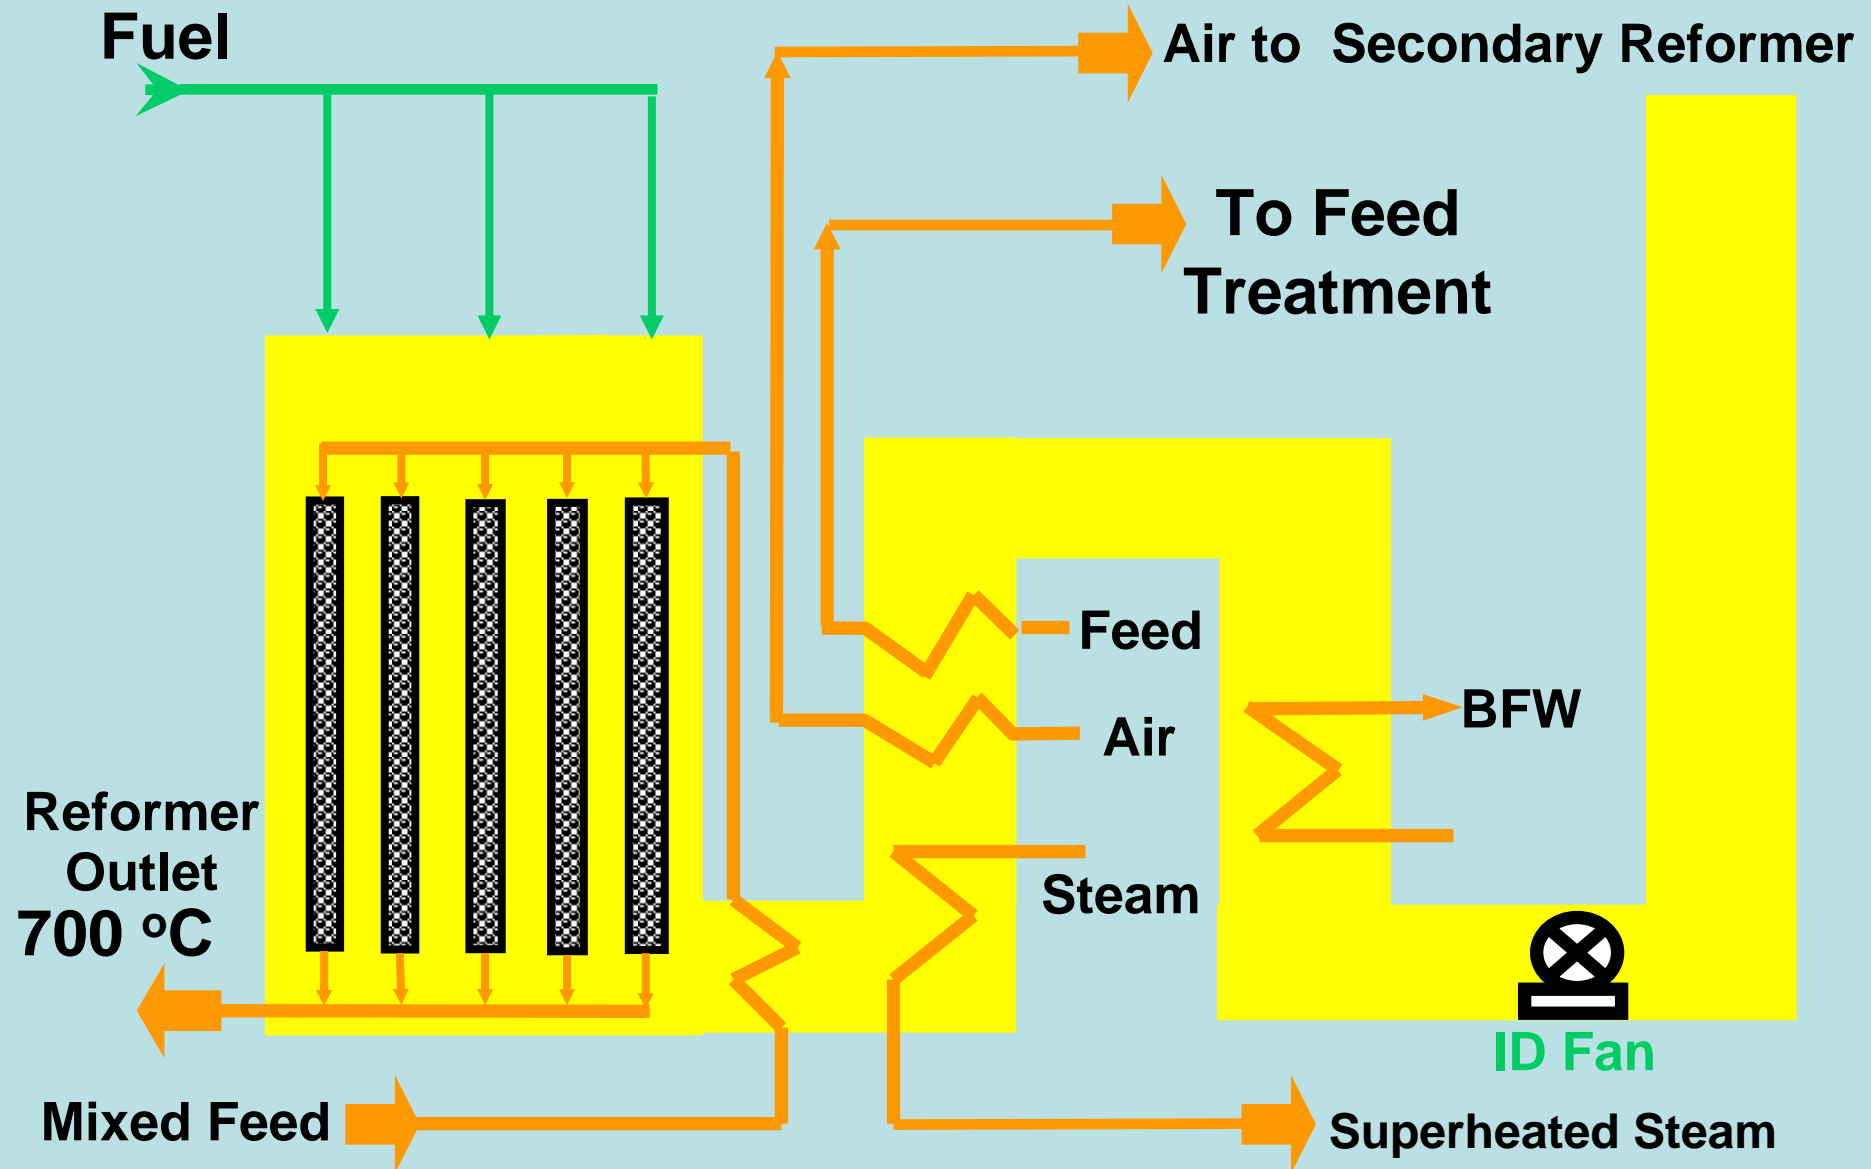 Fuel
Air to  Secondary Reformer
To Feed
Treatment
Feed
BFW
Air
Reformer
Outlet
700 ºC
Steam
ID Fan
Mixed Feed
Superheated Steam